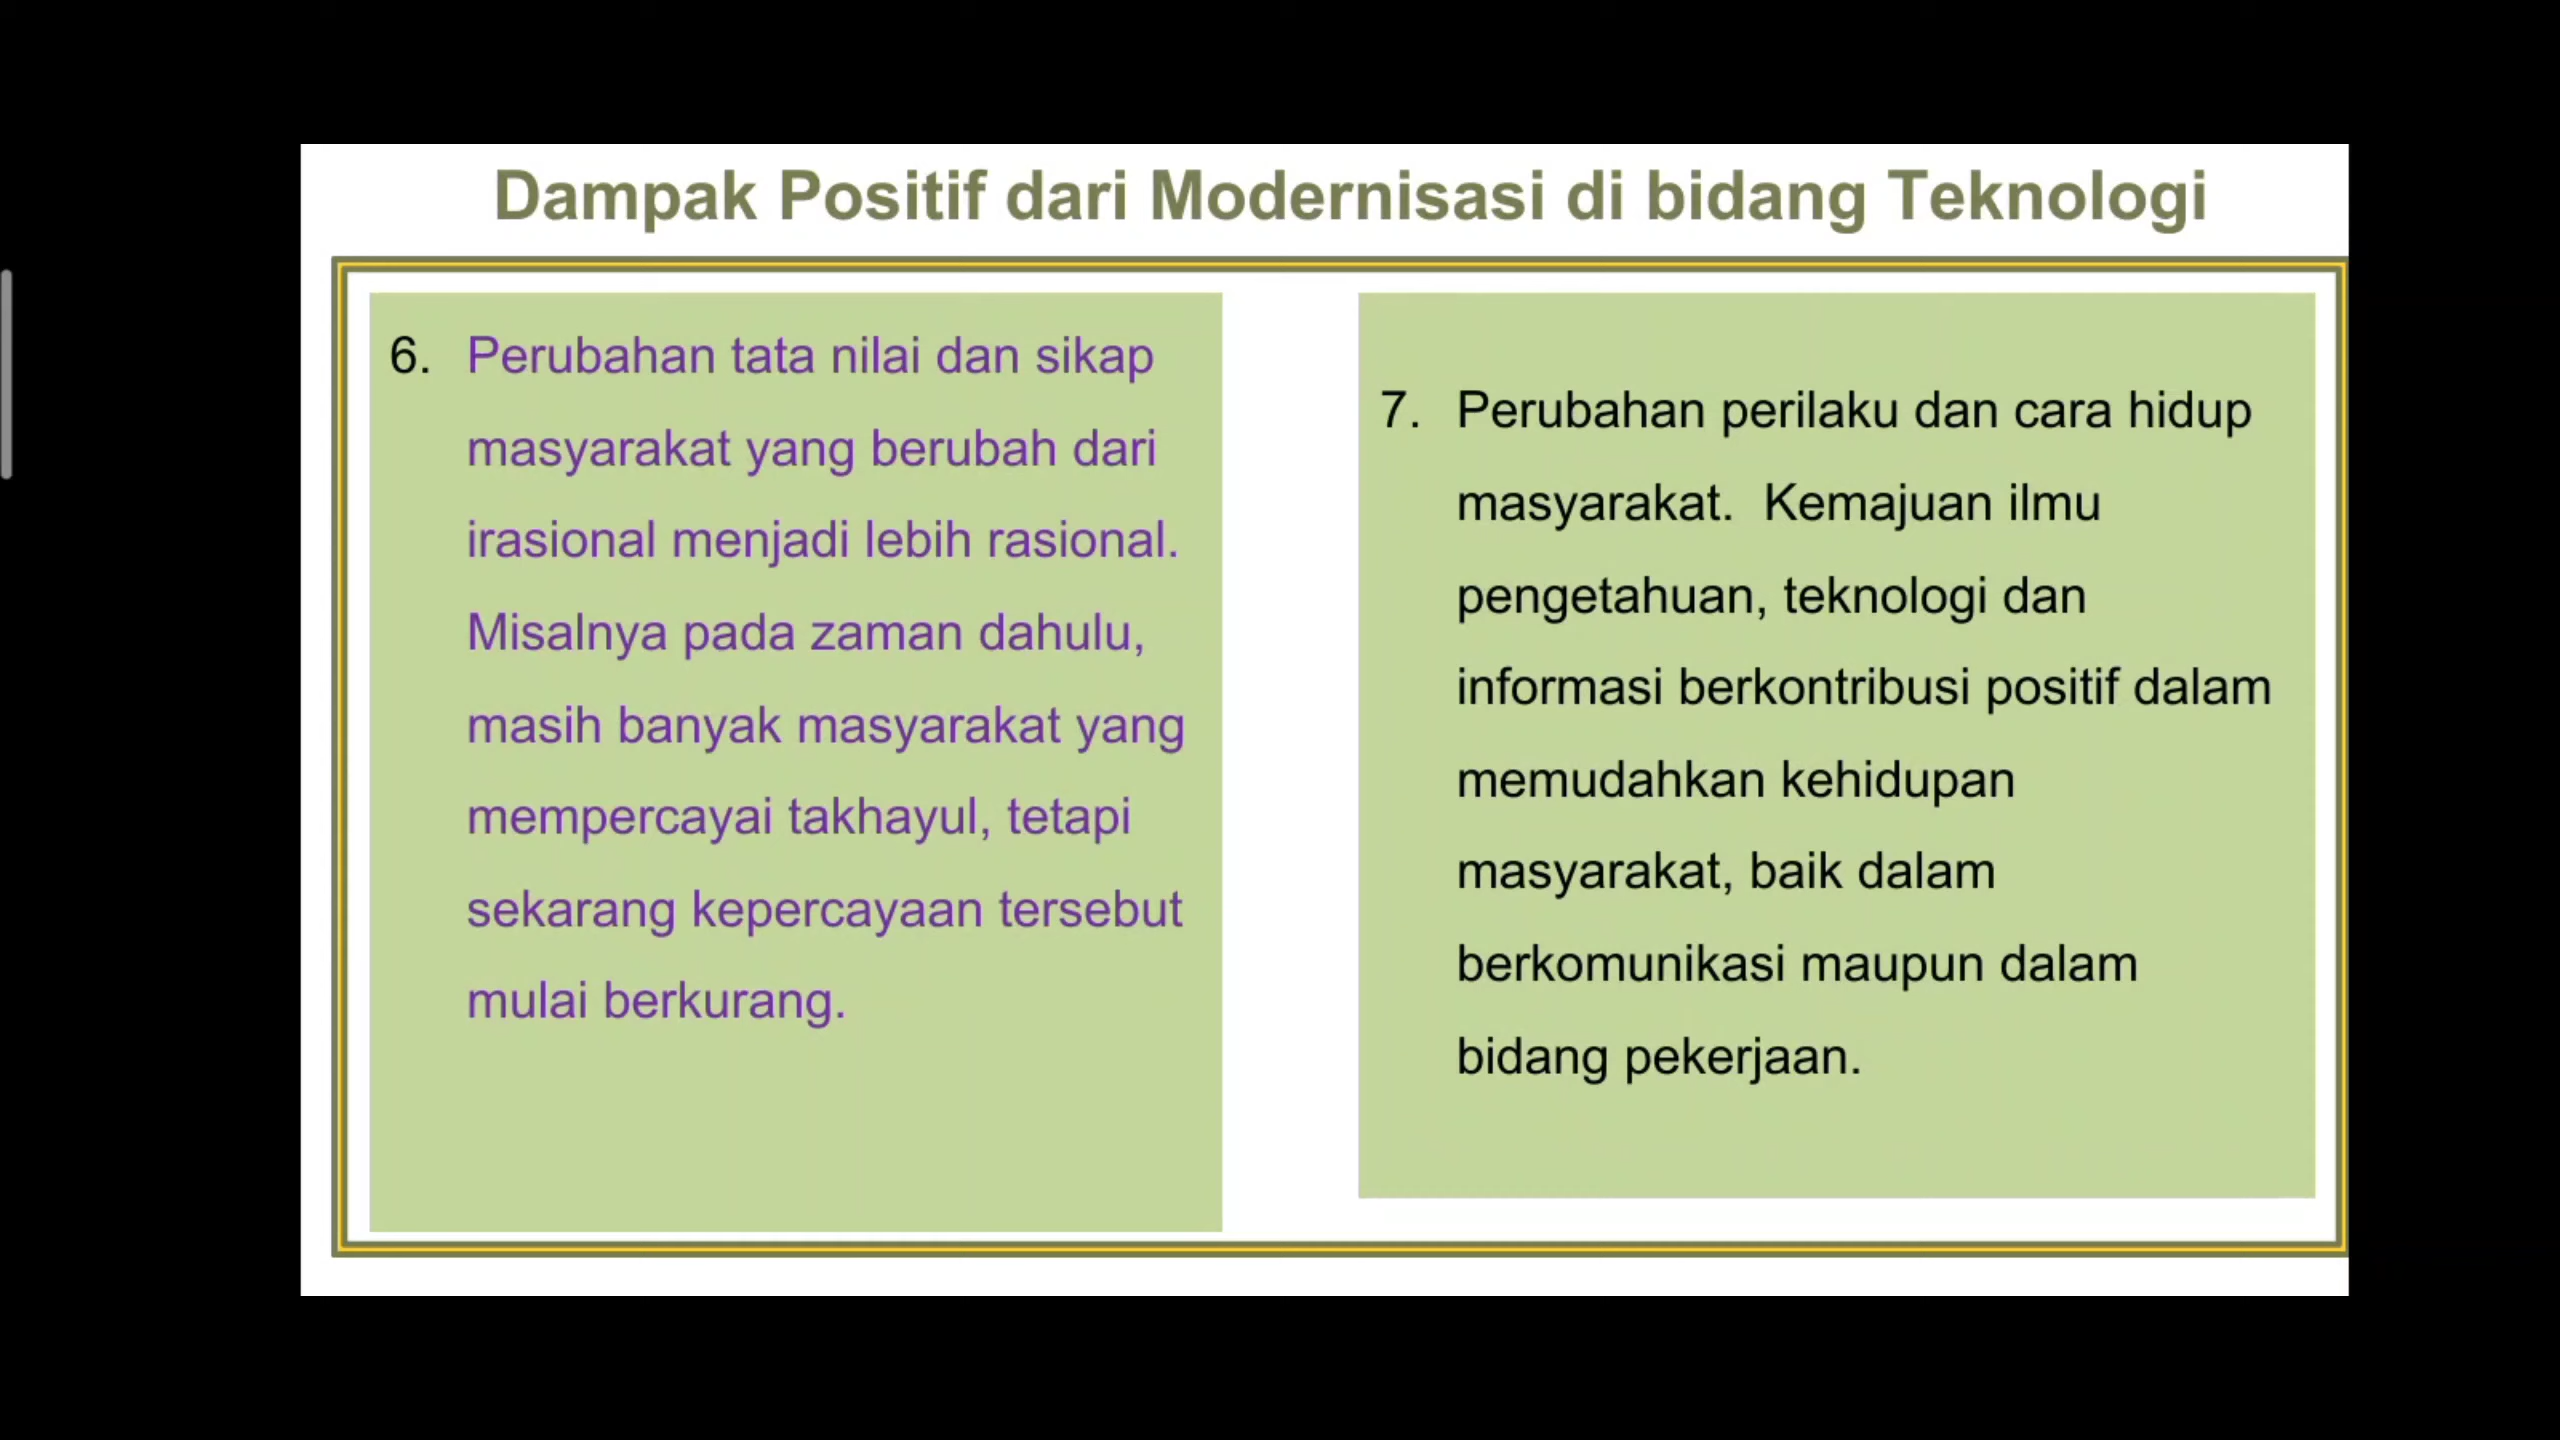 Dampak Positif dari Modernisasi di bidang Teknologi
6. Perubahan tata nilai dan sikap
masyarakat yang berubah dari
irasional menjadi lebih rasional.
Misalnya pada zaman dahulu,
masih banyak masyarakat yang
mempercayai takhayul, tetapi
sekarang kepercayaan tersebut
mulai berkurang.
7. Perubahan perilaku dan cara hidup
masyarakat. Kemajuan ilmu
pengetahuan, teknologi dan
informasi berkontribusi positif dalam
memudahkan kehidupan
masyarakat, baik dalam
berkomunikasi maupun dalam
bidang pekerjaan.